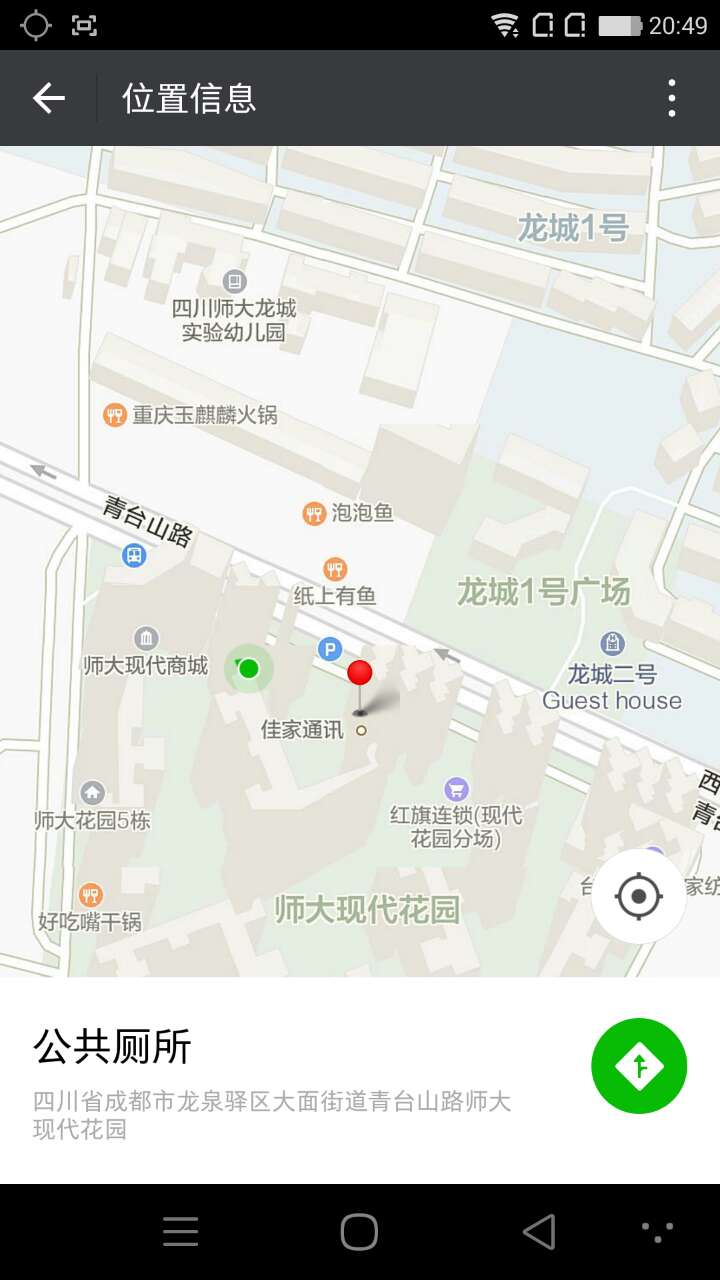 20:49
位置信息
龙城1号
四川师大龙城
实验幼儿园
重庆玉麒麟火锅
青台山路
泡泡鱼
纸上有鱼
龙城1号广场
P
师大现代商城
龙城二号
Guest house
佳家通讯
西
青台
师大花园5栋
红旗连锁(现代
花园分场)
台
家纺
师大现代花园
好吃嘴干锅
公共厕所
四川省成都市龙泉驿区大面街道青台山路师大
现代花园